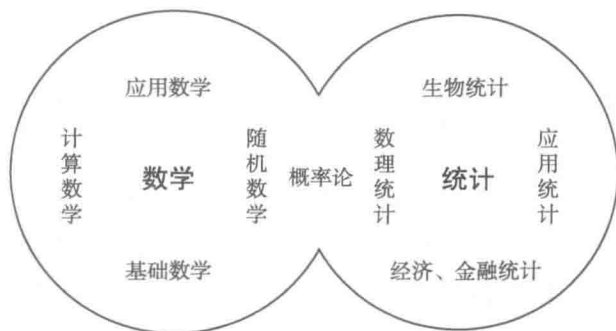 应用数学
生物统计
计算数学
数学
随机数学
概率论
数理统计
统计
应用统计
基础数学
经济、金融统计